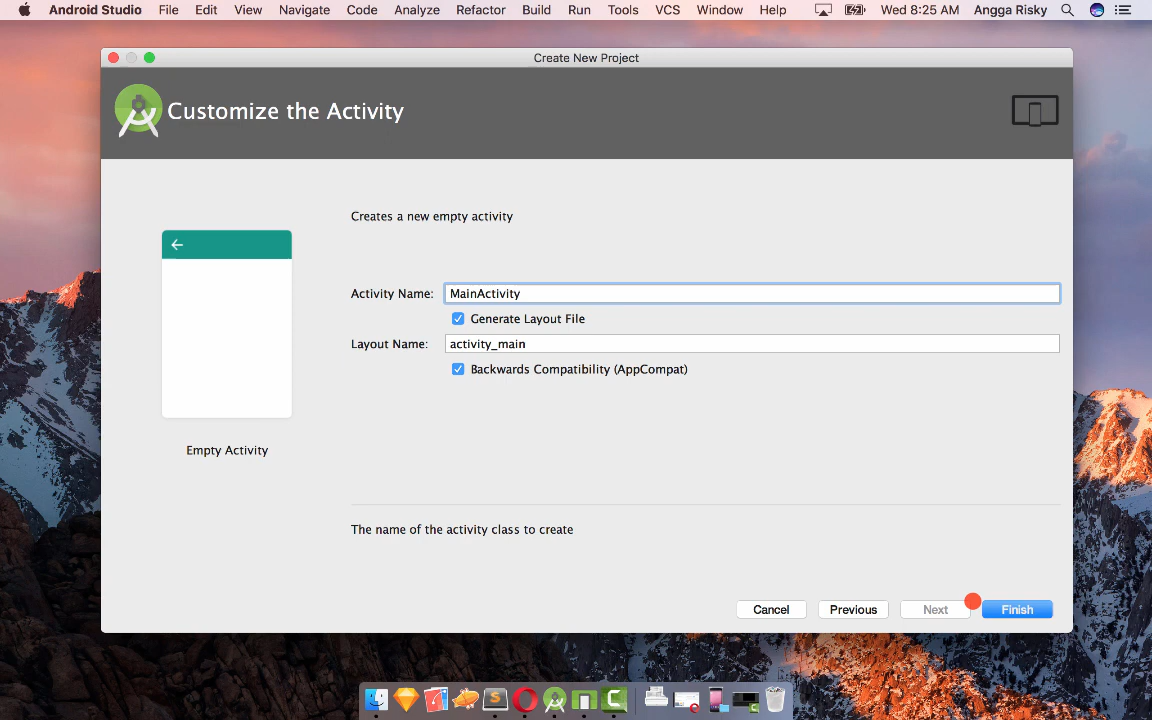 Android Studio File Edit View Navigate Code Analyze Refactor Build Run Tools VCS Window Help Wed 8:25 AM Angga Risky
Create New Project
Customize the Activity
Creates a new empty activity
Activity Name: MainActivity
Generate Layout File
Layout Name: activity_main
Backwards Compatibility (AppCompat)
Empty Activity
The name of the activity class to create
Cancel Previous Next Finish